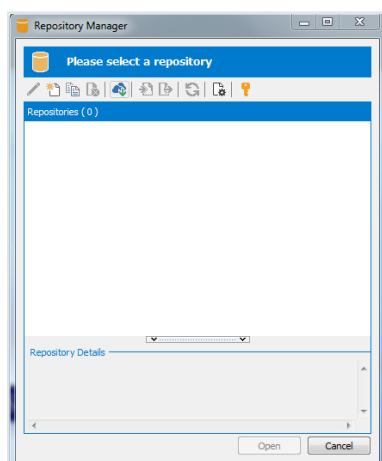 Repository Manager
Please select a repository
Repositories ( 0 )
Repository Details
Open
Cancel